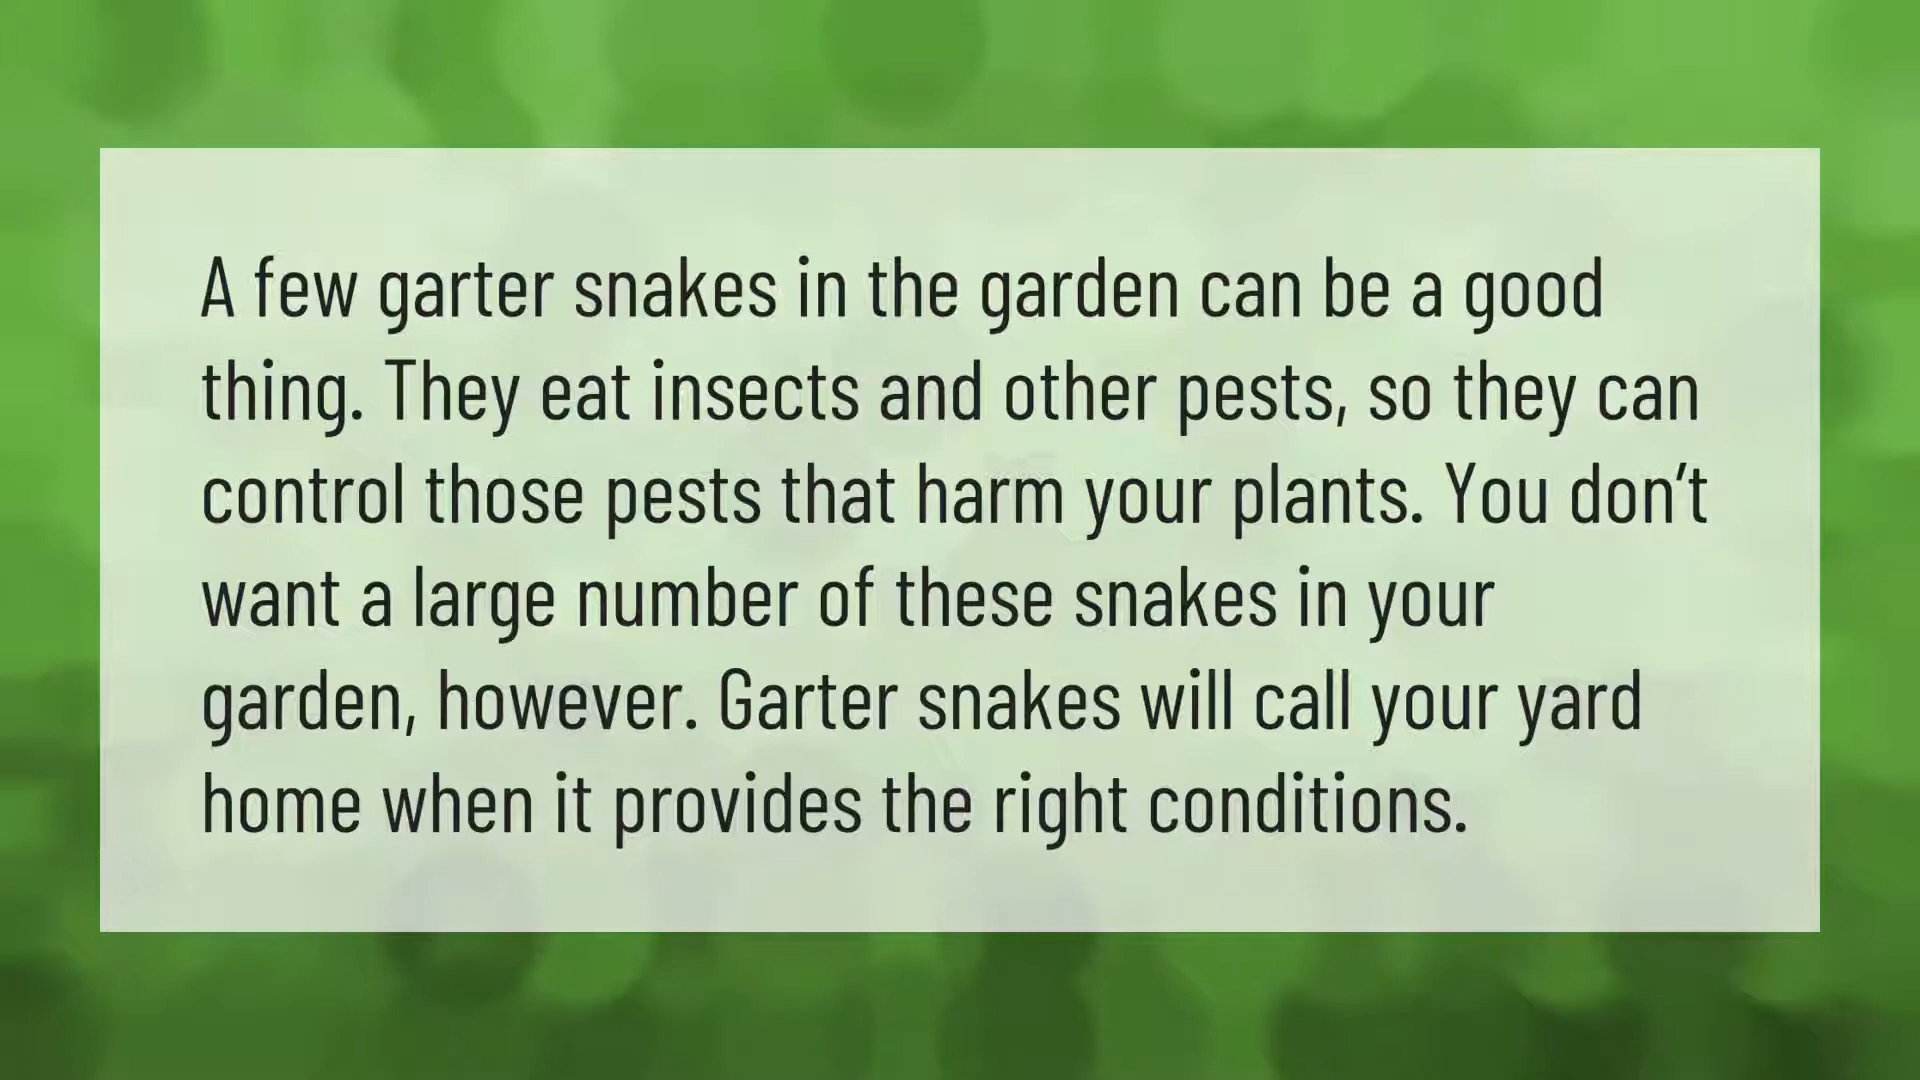 A few garter snakes in the garden can be a good
thing. They eat insects and other pests, so they can
control those pests that harm your plants. You don’t
want a large number of these snakes in your
garden, however. Garter snakes will call your yard
home when it provides the right conditions.